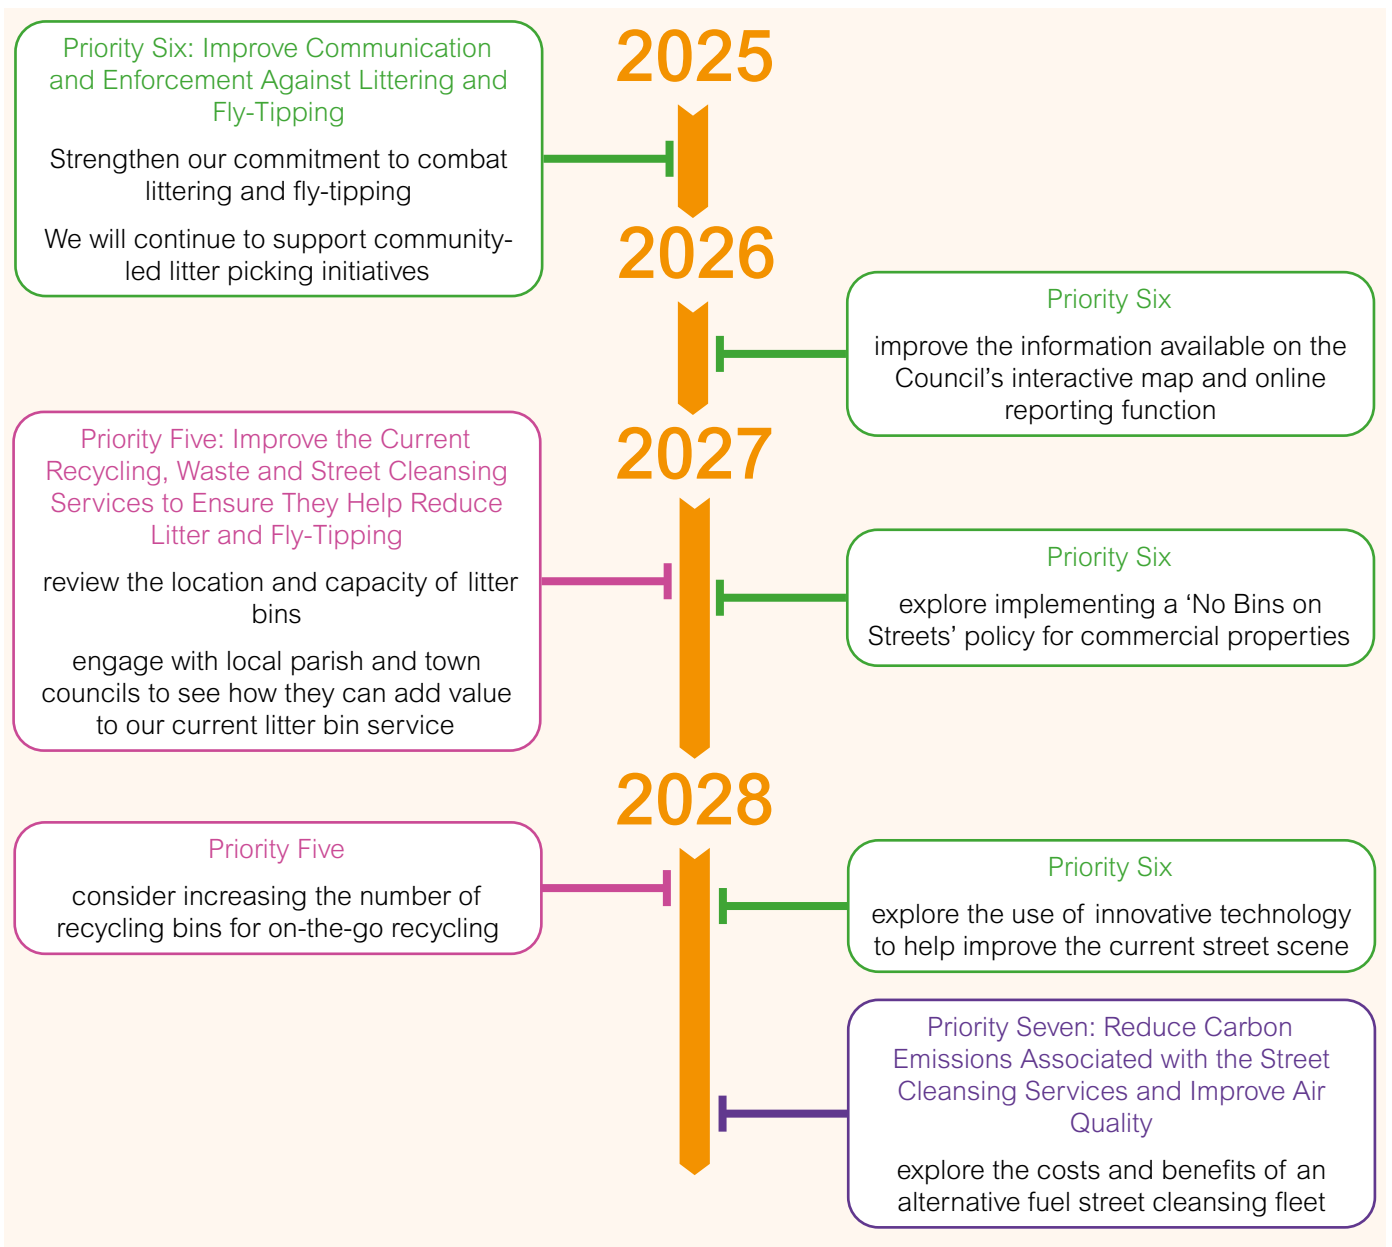 2025
Priority Six: Improve Communication
and Enforcement Against Littering and
Fly-Tipping
Strengthen our commitment to combat
littering and fly-tipping
We will continue to support community-
led litter picking initiatives
2026
Priority Six
improve the information available on the
Council’s interactive map and online
reporting function
2027
Priority Five: Improve the Current
Recycling, Waste and Street Cleansing
Services to Ensure They Help Reduce
Litter and Fly-Tipping
review the location and capacity of litter
bins
engage with local parish and town
councils to see how they can add value
to our current litter bin service
Priority Six
explore implementing a ‘No Bins on
Streets’ policy for commercial properties
2028
Priority Five
consider increasing the number of
recycling bins for on-the-go recycling
Priority Six
explore the use of innovative technology
to help improve the current street scene
Priority Seven: Reduce Carbon
Emissions Associated with the Street
Cleansing Services and Improve Air
Quality
explore the costs and benefits of an
alternative fuel street cleansing fleet